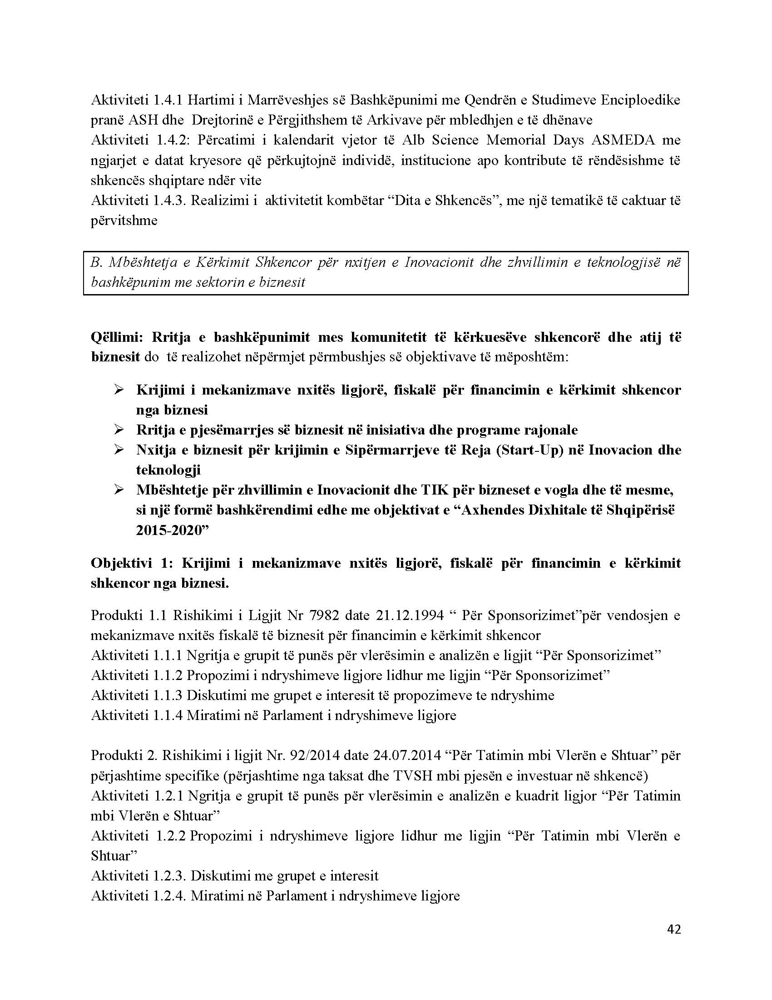 Aktiviteti 1.4.1 Hartimi i Marrëveshjes së Bashkëpunimi me Qendrën e Studimeve Enciploedike
pranë ASH dhe  Drejtorinë e Përgjithshem të Arkivave për mbledhjen e të dhënave
Aktiviteti 1.4.2: Përcatimi i kalendarit vjetor të Alb Science Memorial Days ASMEDA me
ngjarjet e datat kryesore që përkujtojnë individë, institucione apo kontribute të rëndësishme të
shkencës shqiptare ndër vite
Aktiviteti 1.4.3. Realizimi i  aktivitetit kombëtar “Dita e Shkencës”, me një tematikë të caktuar të
përvitshme
B. Mbështetja e Kërkimit Shkencor për nxitjen e Inovacionit dhe zhvillimin e teknologjisë në
bashkëpunim me sektorin e biznesit
Qëllimi: Rritja e bashkëpunimit mes komunitetit të kërkuesëve shkencorë dhe atij të
biznesit do  të realizohet nëpërmjet përmbushjes së objektivave të mëposhtëm:
➢ Krijimi i mekanizmave nxitës ligjorë, fiskalë për financimin e kërkimit shkencor
nga biznesi
➢ Rritja e pjesëmarrjes së biznesit në inisiativa dhe programe rajonale
➢ Nxitja e biznesit për krijimin e Sipërmarrjeve të Reja (Start-Up) në Inovacion dhe
teknologji
➢ Mbështetje për zhvillimin e Inovacionit dhe TIK për bizneset e vogla dhe të mesme,
si një formë bashkërendimi edhe me objektivat e “Axhendes Dixhitale të Shqipërisë
2015-2020”
Objektivi 1: Krijimi i mekanizmave nxitës ligjorë, fiskalë për financimin e kërkimit
shkencor nga biznesi.
Produkti 1.1 Rishikimi i Ligjit Nr 7982 date 21.12.1994 “ Për Sponsorizimet”për vendosjen e
mekanizmave nxitës fiskalë të biznesit për financimin e kërkimit shkencor
Aktiviteti 1.1.1 Ngritja e grupit të punës për vlerësimin e analizën e ligjit “Për Sponsorizimet”
Aktiviteti 1.1.2 Propozimi i ndryshimeve ligjore lidhur me ligjin “Për Sponsorizimet”
Aktiviteti 1.1.3 Diskutimi me grupet e interesit të propozimeve te ndryshime
Aktiviteti 1.1.4 Miratimi në Parlament i ndryshimeve ligjore
Produkti 2. Rishikimi i ligjit Nr. 92/2014 date 24.07.2014 “Për Tatimin mbi Vlerën e Shtuar” për
përjashtime specifike (përjashtime nga taksat dhe TVSH mbi pjesën e investuar në shkencë)
Aktiviteti 1.2.1 Ngritja e grupit të punës për vlerësimin e analizën e kuadrit ligjor “Për Tatimin
mbi Vlerën e Shtuar”
Aktiviteti 1.2.2 Propozimi i ndryshimeve ligjore lidhur me ligjin “Për Tatimin mbi Vlerën e
Shtuar”
Aktiviteti 1.2.3. Diskutimi me grupet e interesit
Aktiviteti 1.2.4. Miratimi në Parlament i ndryshimeve ligjore
42